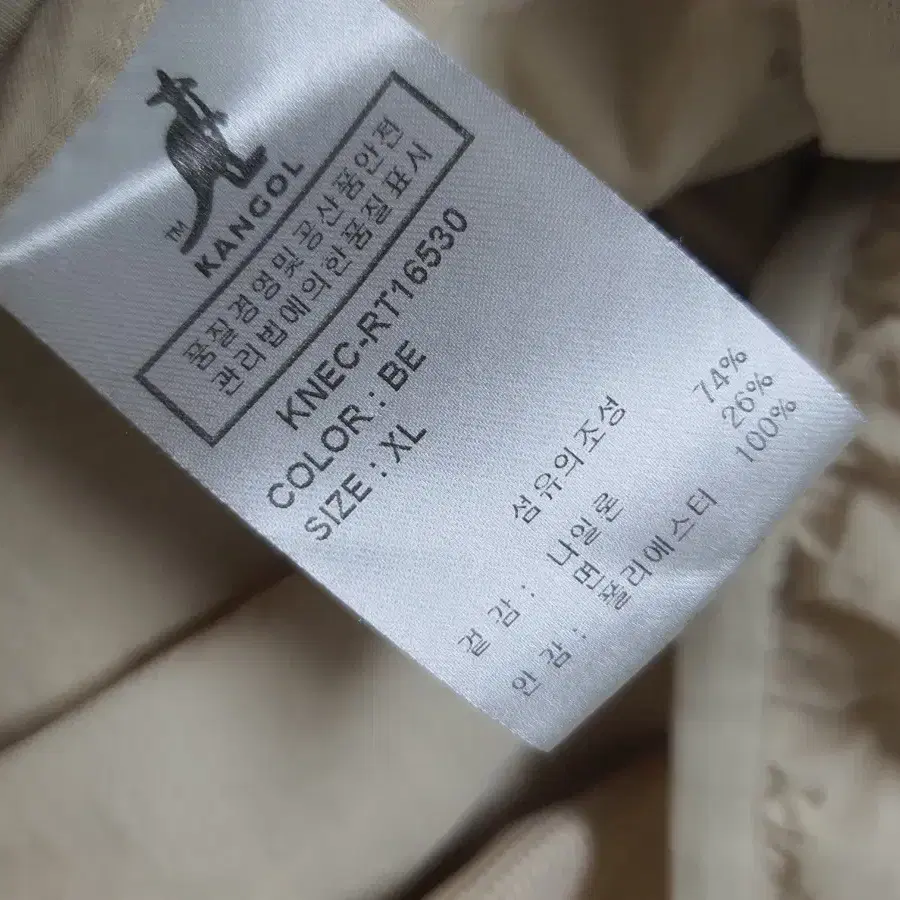 ™
KANGOL
품질경영및공산품안전
관리법에의한품질표시
KNEC-RT16530
COLOR : BE
SIZE : XL
섬유의조성
겉감 : 나일론 74%
면 26%
안감 : 폴리에스터 100%